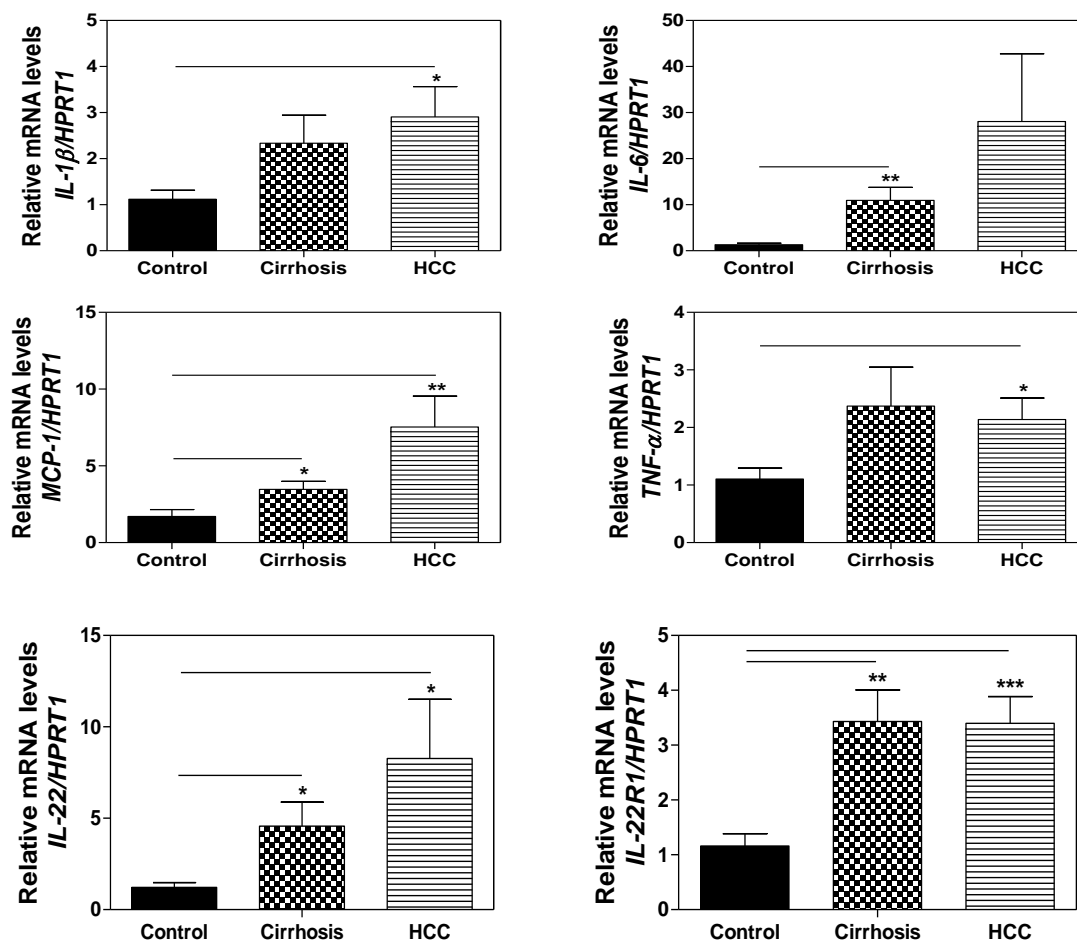 Relative mRNA levels
IL-1β/HPRT1
5
4
3
2
1
0
*
Control Cirrhosis HCC
Relative mRNA levels
IL-6/HPRT1
50
40
30
20
10
0
**
Control Cirrhosis HCC
Relative mRNA levels
MCP-1/HPRT1
15
10
5
0
**
*
Control Cirrhosis HCC
Relative mRNA levels
TNF-α/HPRT1
4
3
2
1
0
*
Control Cirrhosis HCC
Relative mRNA levels
IL-22/HPRT1
15
10
5
0
*
*
Control Cirrhosis HCC
Relative mRNA levels
IL-22R1/HPRT1
5
4
3
2
1
0
** ***
Control Cirrhosis HCC